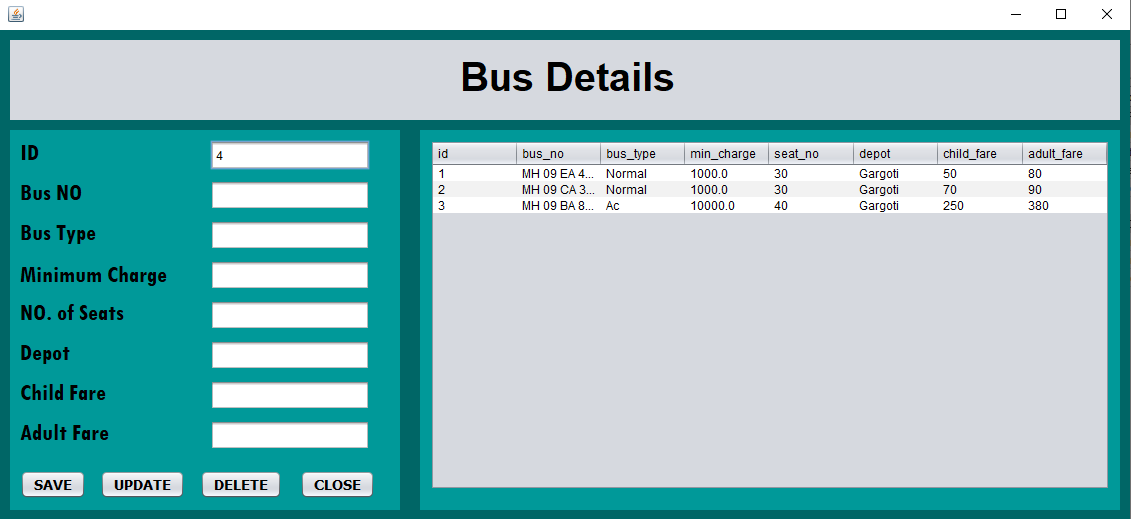 Bus Details
ID 4
Bus NO
Bus Type
Minimum Charge
NO. of Seats
Depot
Child Fare
Adult Fare
SAVE UPDATE DELETE CLOSE
id bus_no bus_type min_charge seat_no depot child_fare adult_fare
1 MH 09 EA 4... Normal 1000.0 30 Gargoti 50 80
2 MH 09 CA 3... Normal 1000.0 30 Gargoti 70 90
3 MH 09 BA 8... Ac 10000.0 40 Gargoti 250 380